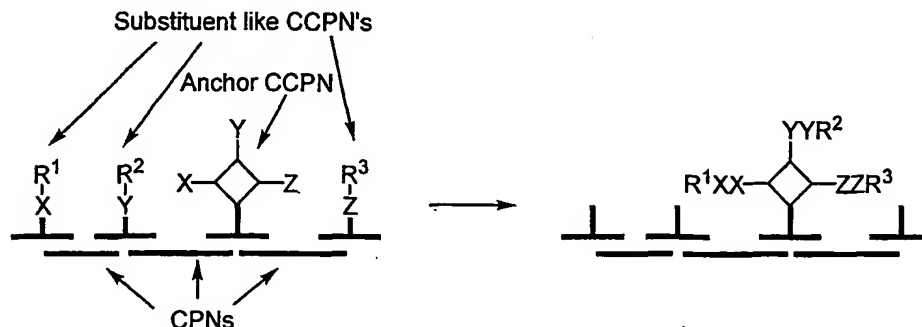 Substituent like CCPN's
Anchor CCPN
Y
R¹ R² X Z R³
X Y Z
CPNs
YYR²
R¹XX ZZR³